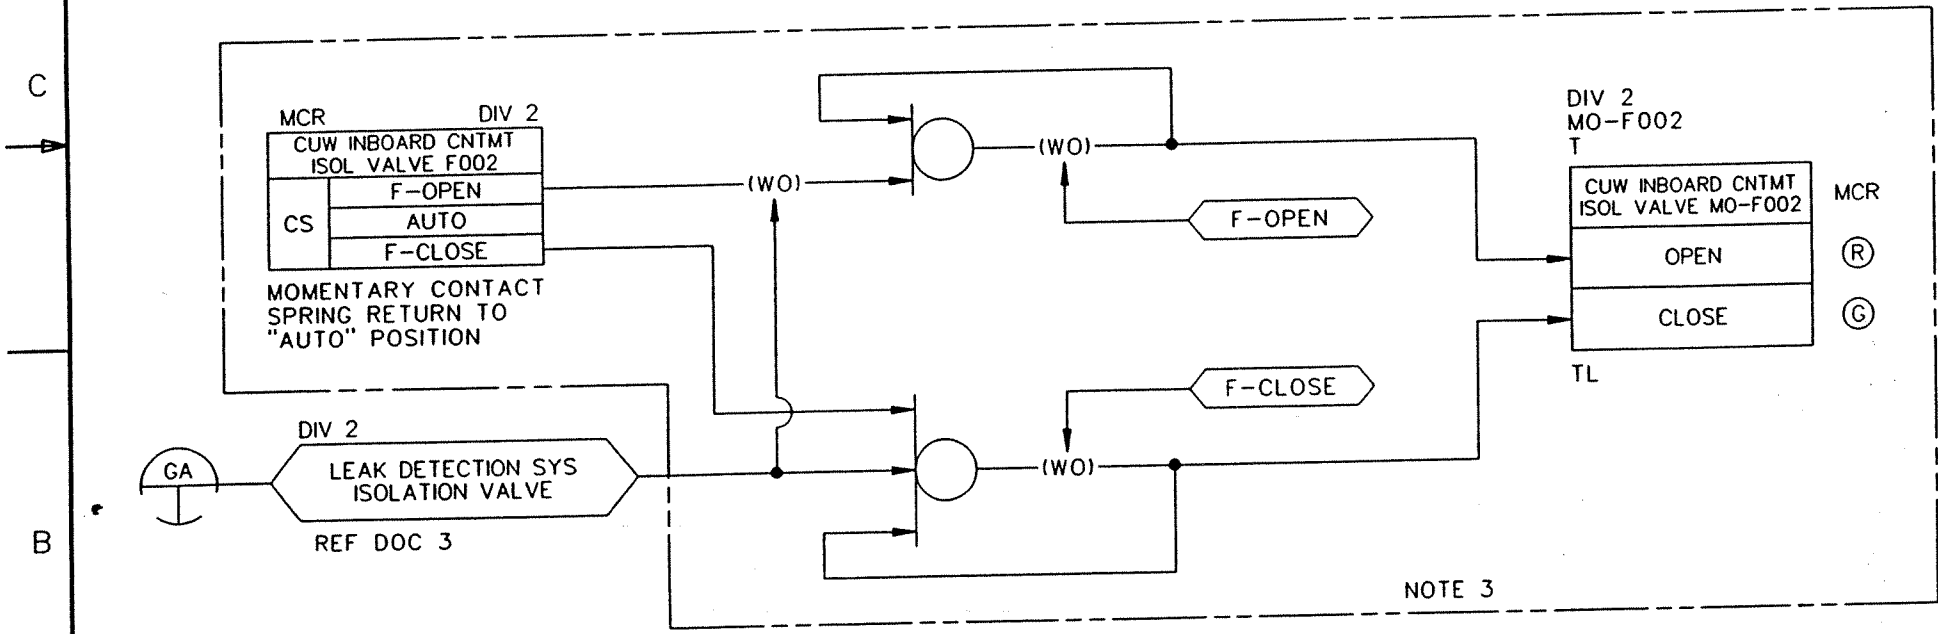 C
MCR DIV 2
CUW INBOARD CNTMT
ISOL VALVE F002
CS
F-OPEN
AUTO
F-CLOSE
MOMENTARY CONTACT
SPRING RETURN TO
"AUTO" POSITION
(WO)
(WO)
F-OPEN
DIV 2
MO-F002
T
CUW INBOARD CNTMT
ISOL VALVE MO-F002
MCR
OPEN
R
CLOSE
G
TL
F-CLOSE
(WO)
DIV 2
GA
LEAK DETECTION SYS
ISOLATION VALVE
REF DOC 3
B
NOTE 3